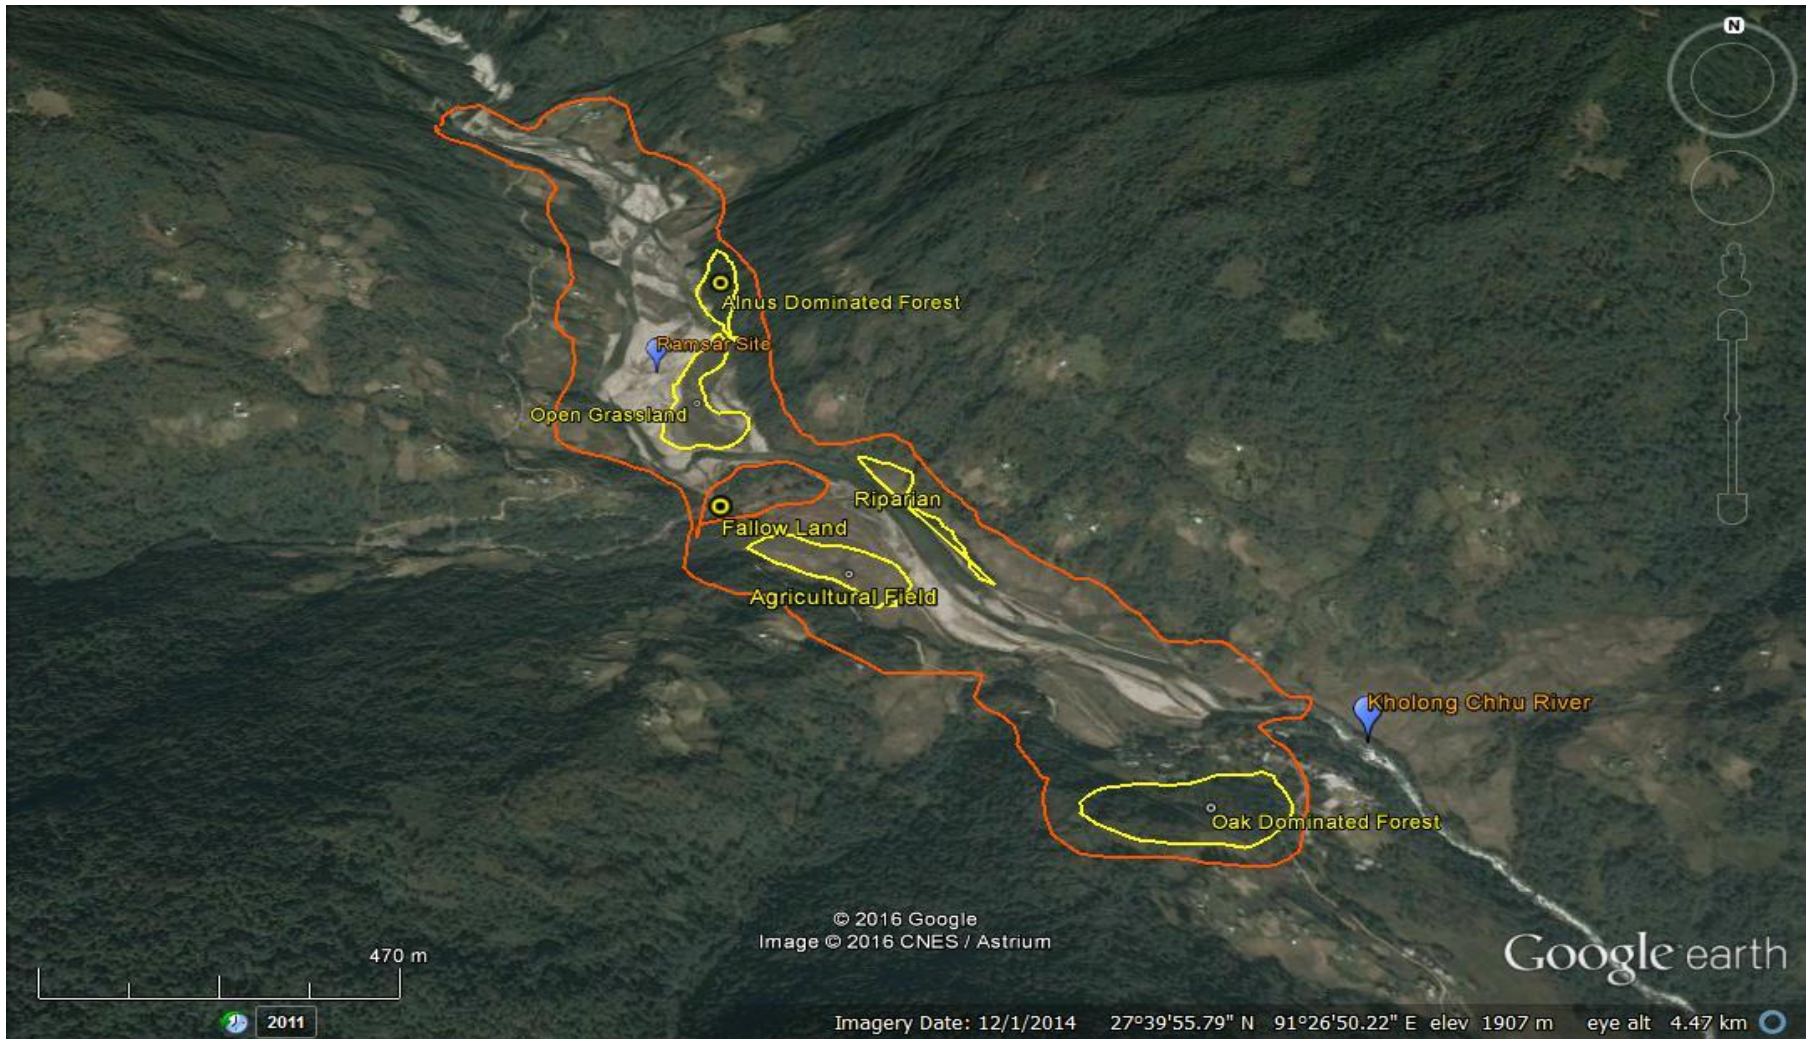 N
Alnus Dominated Forest
Ramsar Site
Open Grassland
Riparian
Fallow Land
Agricultural Field
Kholong Chhu River
Oak Dominated Forest
© 2016 Google
Image © 2016 CNES / Astrium
Google earth
470 m
2011
Imagery Date: 12/1/2014 27°39'55.79" N 91°26'50.22" E elev 1907 m eye alt 4.47 km